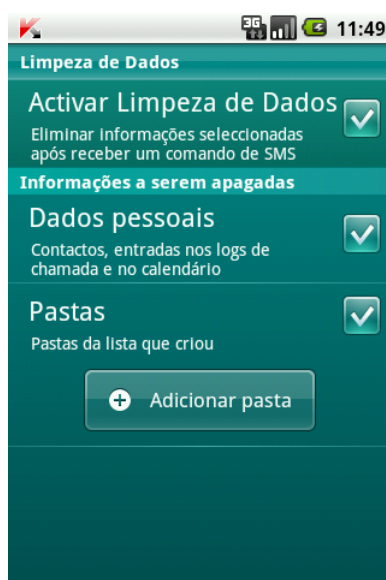 3G 11:49
Limpeza de Dados
Activar Limpeza de Dados
Eliminar informações seleccionadas
após receber um comando de SMS
Informações a serem apagadas
Dados pessoais
Contactos, entradas nos logs de
chamada e no calendário
Pastas
Pastas da lista que criou
Adicionar pasta